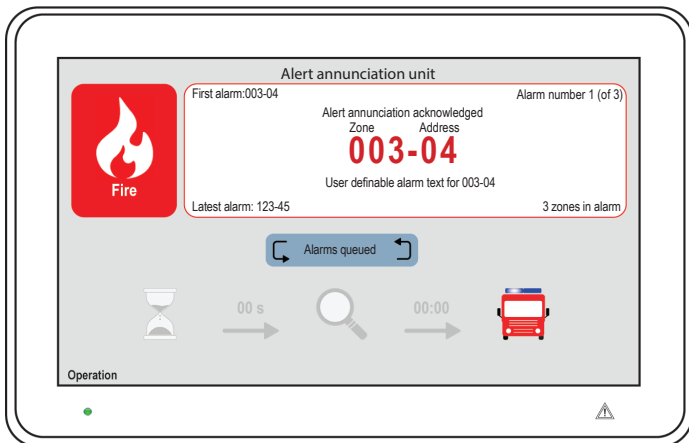 Alert annunciation unit
First alarm:003-04
Alarm number 1 (of 3)
Alert annunciation acknowledged
Zone Address
003-04
User definable alarm text for 003-04
Fire
Latest alarm: 123-45
3 zones in alarm
Alarms queued
00 s
00:00
Operation